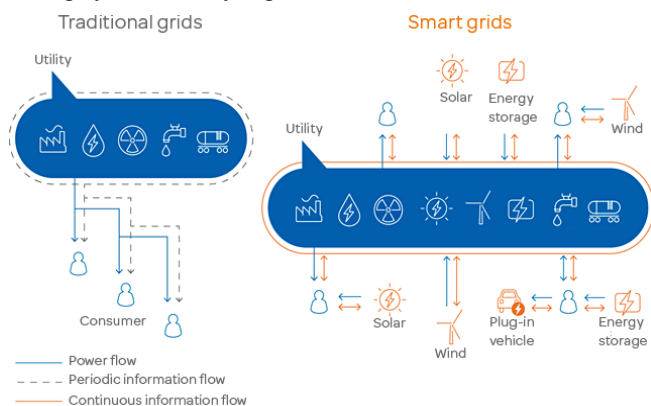 Traditional grids
Utility
Consumer
Smart grids
Utility
Solar
Energy
storage
Wind
Solar
Wind
Plug-in
vehicle
Energy
storage
Power flow
Periodic information flow
Continuous information flow